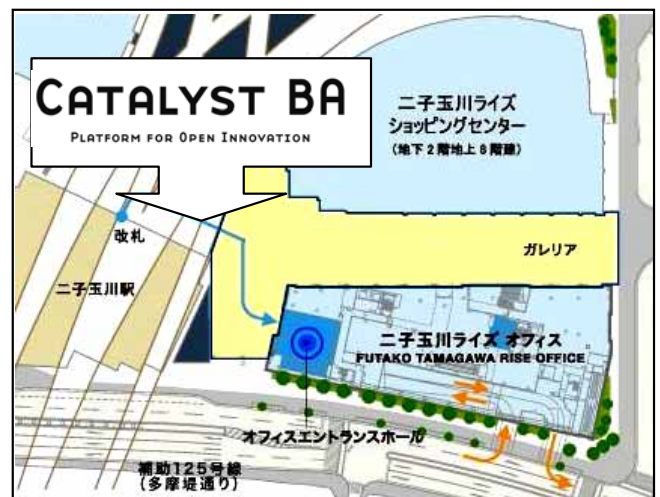 CATALYST BA
PLATFORM FOR OPEN INNOVATION
二子玉川ライズ
ショッピングセンター
(地下2階地上8階建)
改札
ガレリア
二子玉川駅
二子玉川ライズ オフィス
FUTAKO TAMAGAWA RISE OFFICE
オフィスエントランスホール
補助125号線
(多摩堤通り)